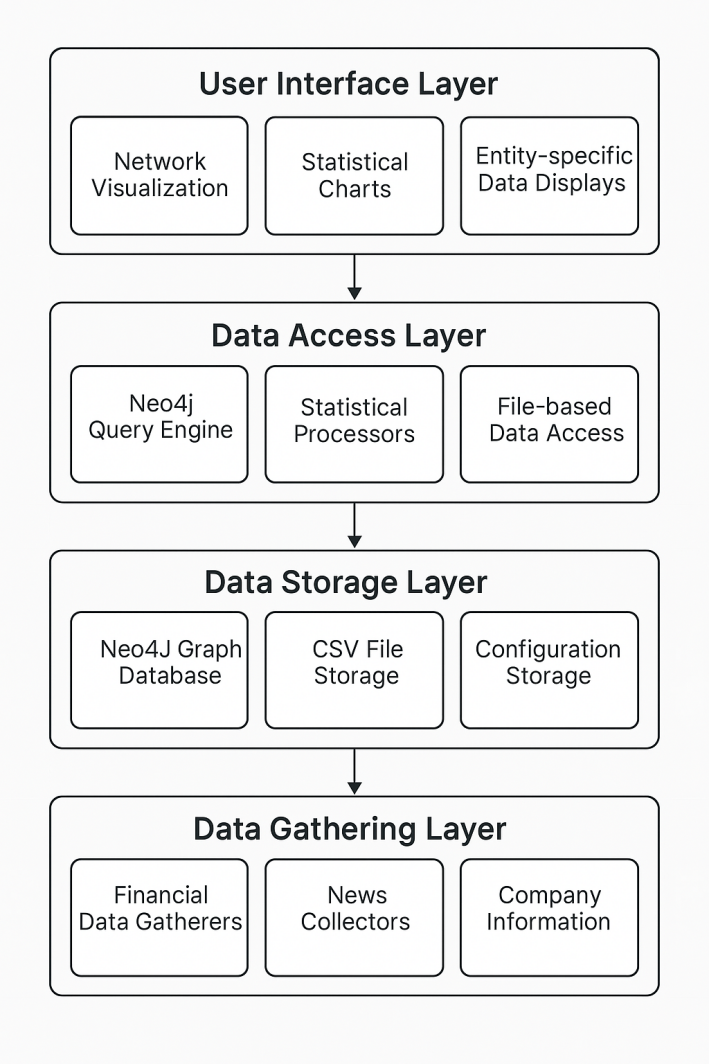 User Interface Layer
Network
Visualization
Statistical
Charts
Entity-specific
Data Displays
Data Access Layer
Neo4j
Query Engine
Statistical
Processors
File-based
Data Access
Data Storage Layer
Neo4J Graph
Database
CSV File
Storage
Configuration
Storage
Data Gathering Layer
Financial
Data Gatherers
News
Collectors
Company
Information